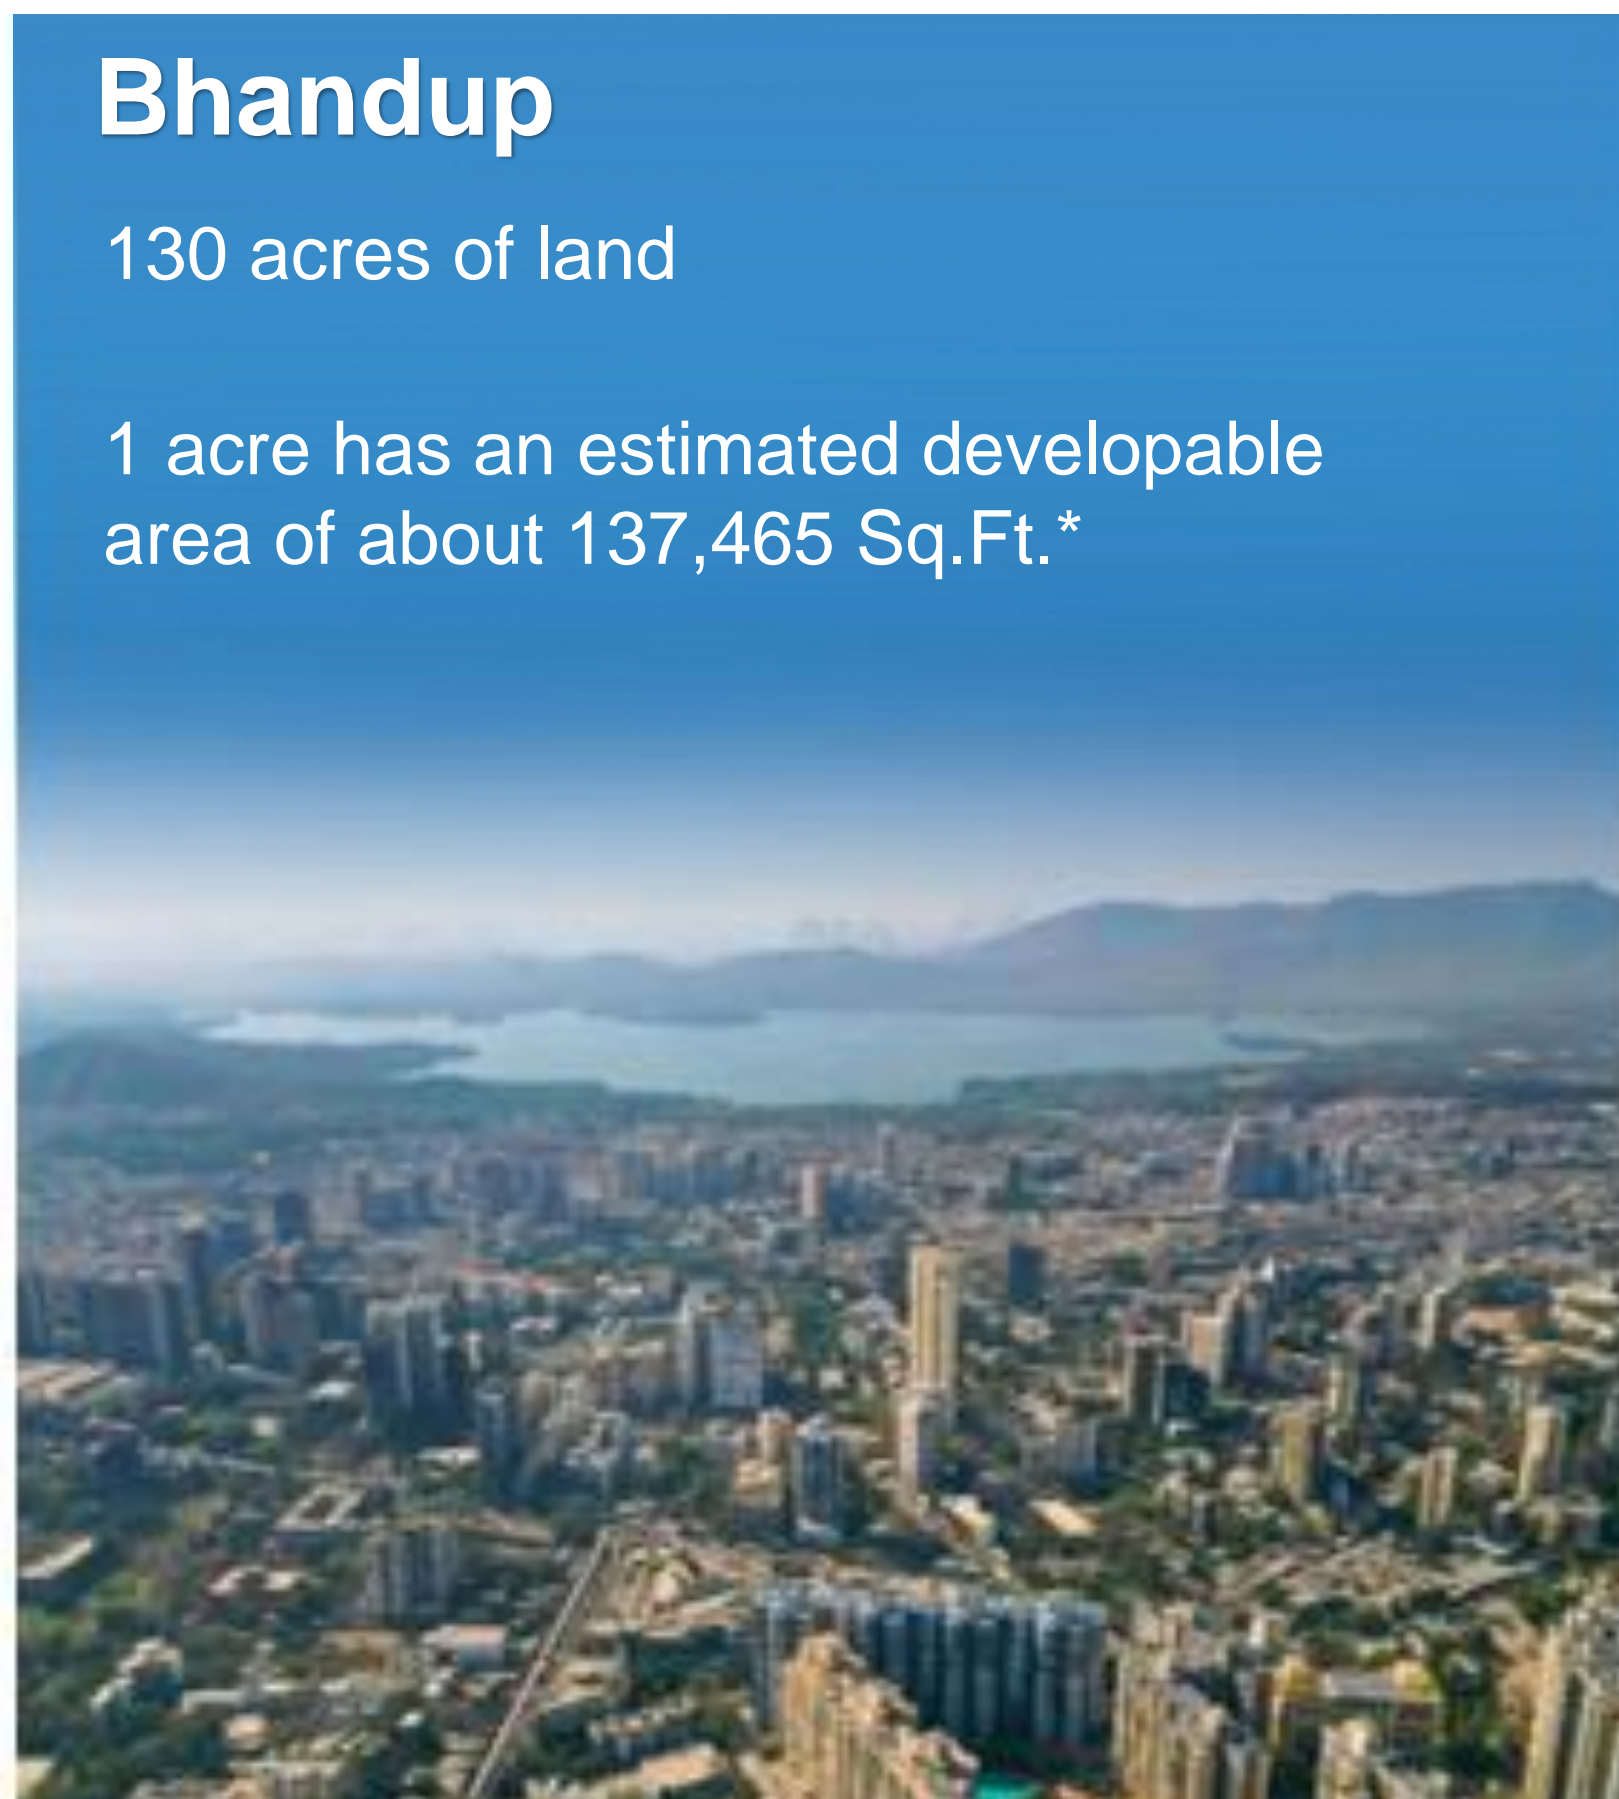 Bhandup
130 acres of land
1 acre has an estimated developable
area of about 137,465 Sq.Ft.*